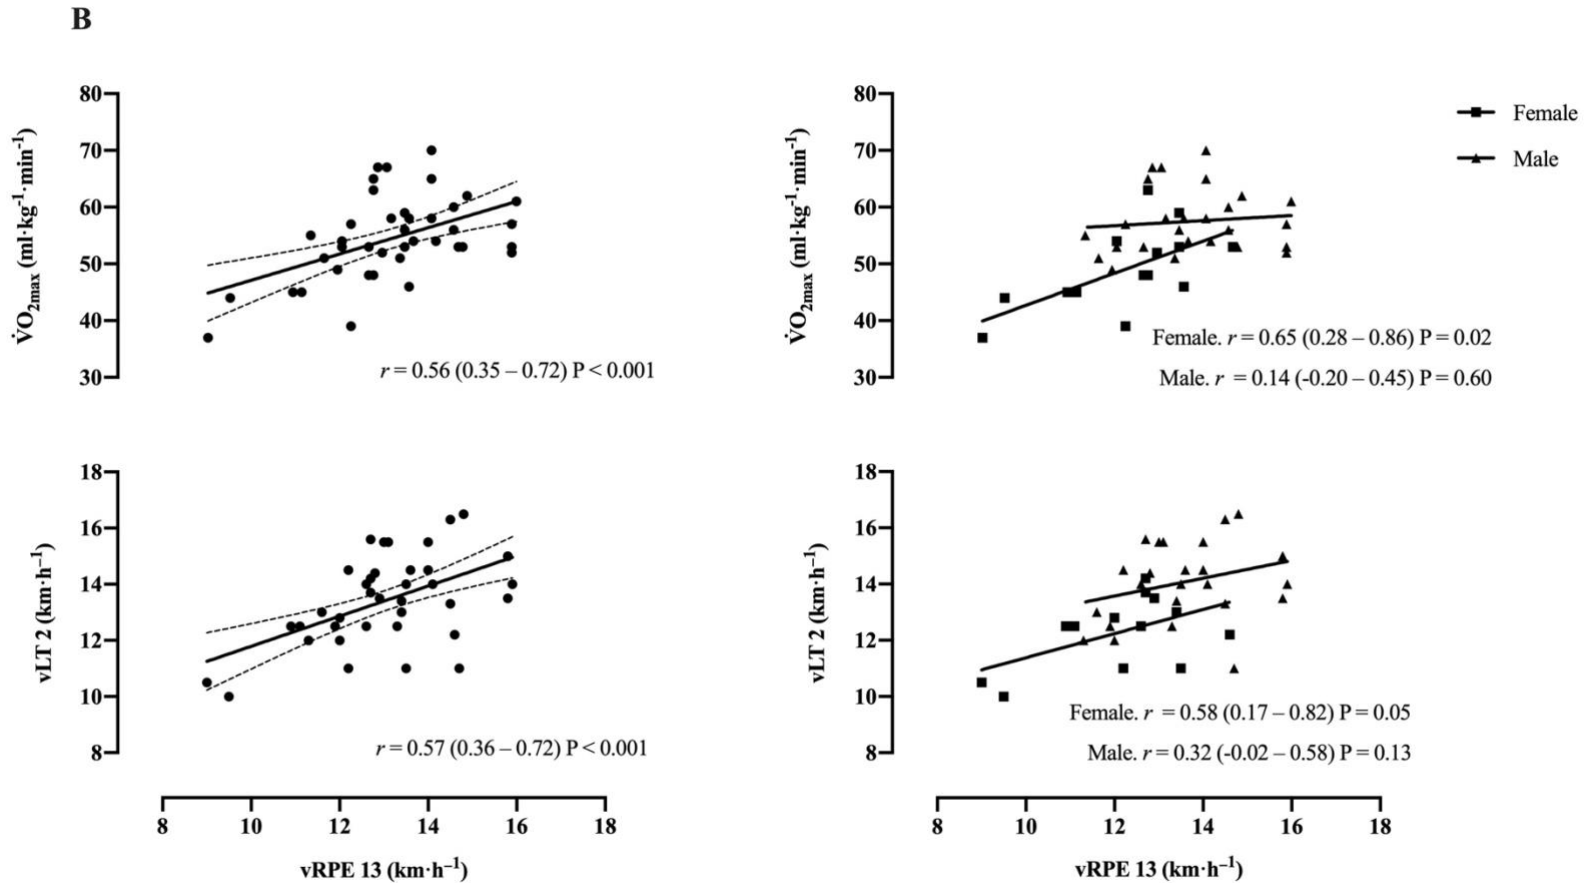 B
80
70
60
50
40
30
V̇O2max (ml·kg-1·min-1)
r = 0.56 (0.35 – 0.72) P < 0.001
80
70
60
50
40
30
V̇O2max (ml·kg-1·min-1)
Female. r = 0.65 (0.28 – 0.86) P = 0.02
Male. r = 0.14 (-0.20 – 0.45) P = 0.60
Female
Male
18
16
14
12
10
8
vLT 2 (km·h–1)
r = 0.57 (0.36 – 0.72) P < 0.001
8 10 12 14 16 18
vRPE 13 (km·h–1)
18
16
14
12
10
8
vLT 2 (km·h–1)
Female. r = 0.58 (0.17 – 0.82) P = 0.05
Male. r = 0.32 (-0.02 – 0.58) P = 0.13
8 10 12 14 16 18
vRPE 13 (km·h–1)